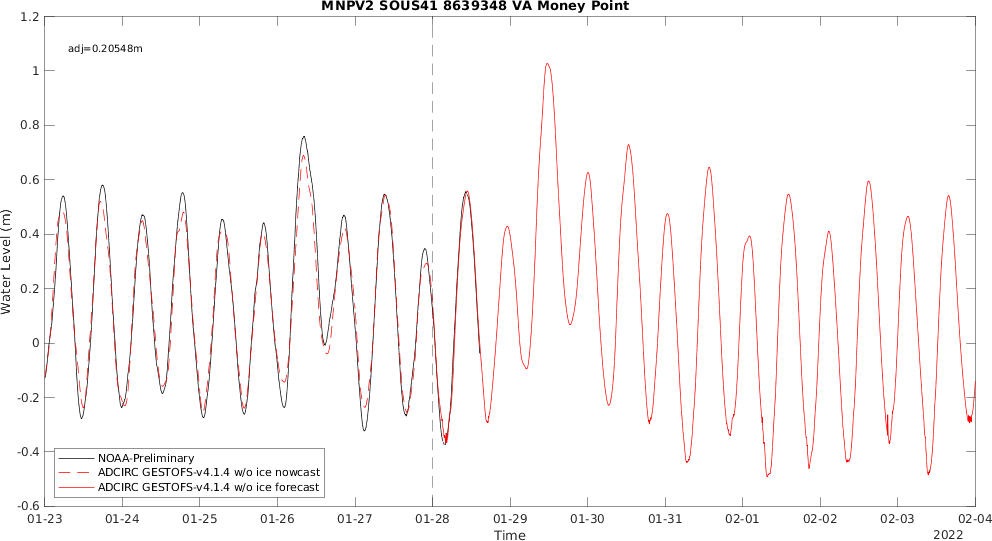 MNPV2 SOUS41 8639348 VA Money Point
adj=0.20548m
1.2
1
0.8
0.6
0.4
0.2
0
-0.2
-0.4
-0.6
Water Level (m)
NOAA-Preliminary
ADCIRC GESTOFS-v4.1.4 w/o ice nowcast
ADCIRC GESTOFS-v4.1.4 w/o ice forecast
01-23 01-24 01-25 01-26 01-27 01-28 01-29 01-30 01-31 02-01 02-02 02-03 02-04
Time
2022